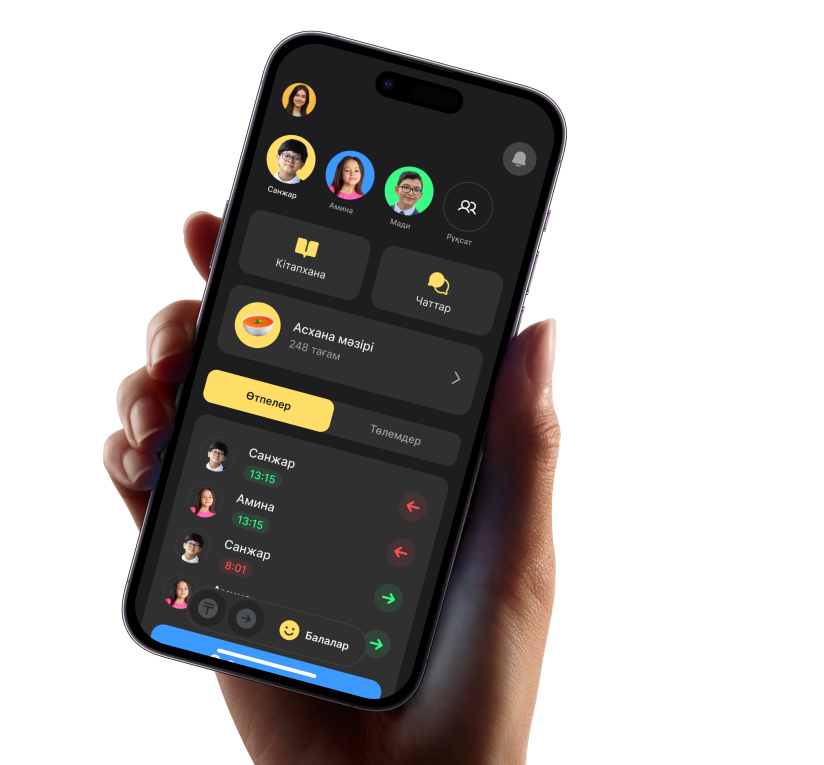 Санжар
Амина
Мади
Рұқсат
Кітапхана
Чаттар
Асхана мәзірі
248 тағам
Өтпелер
Төлемдер
Санжар
13:15
Амина
13:15
Санжар
8:01
Балалар